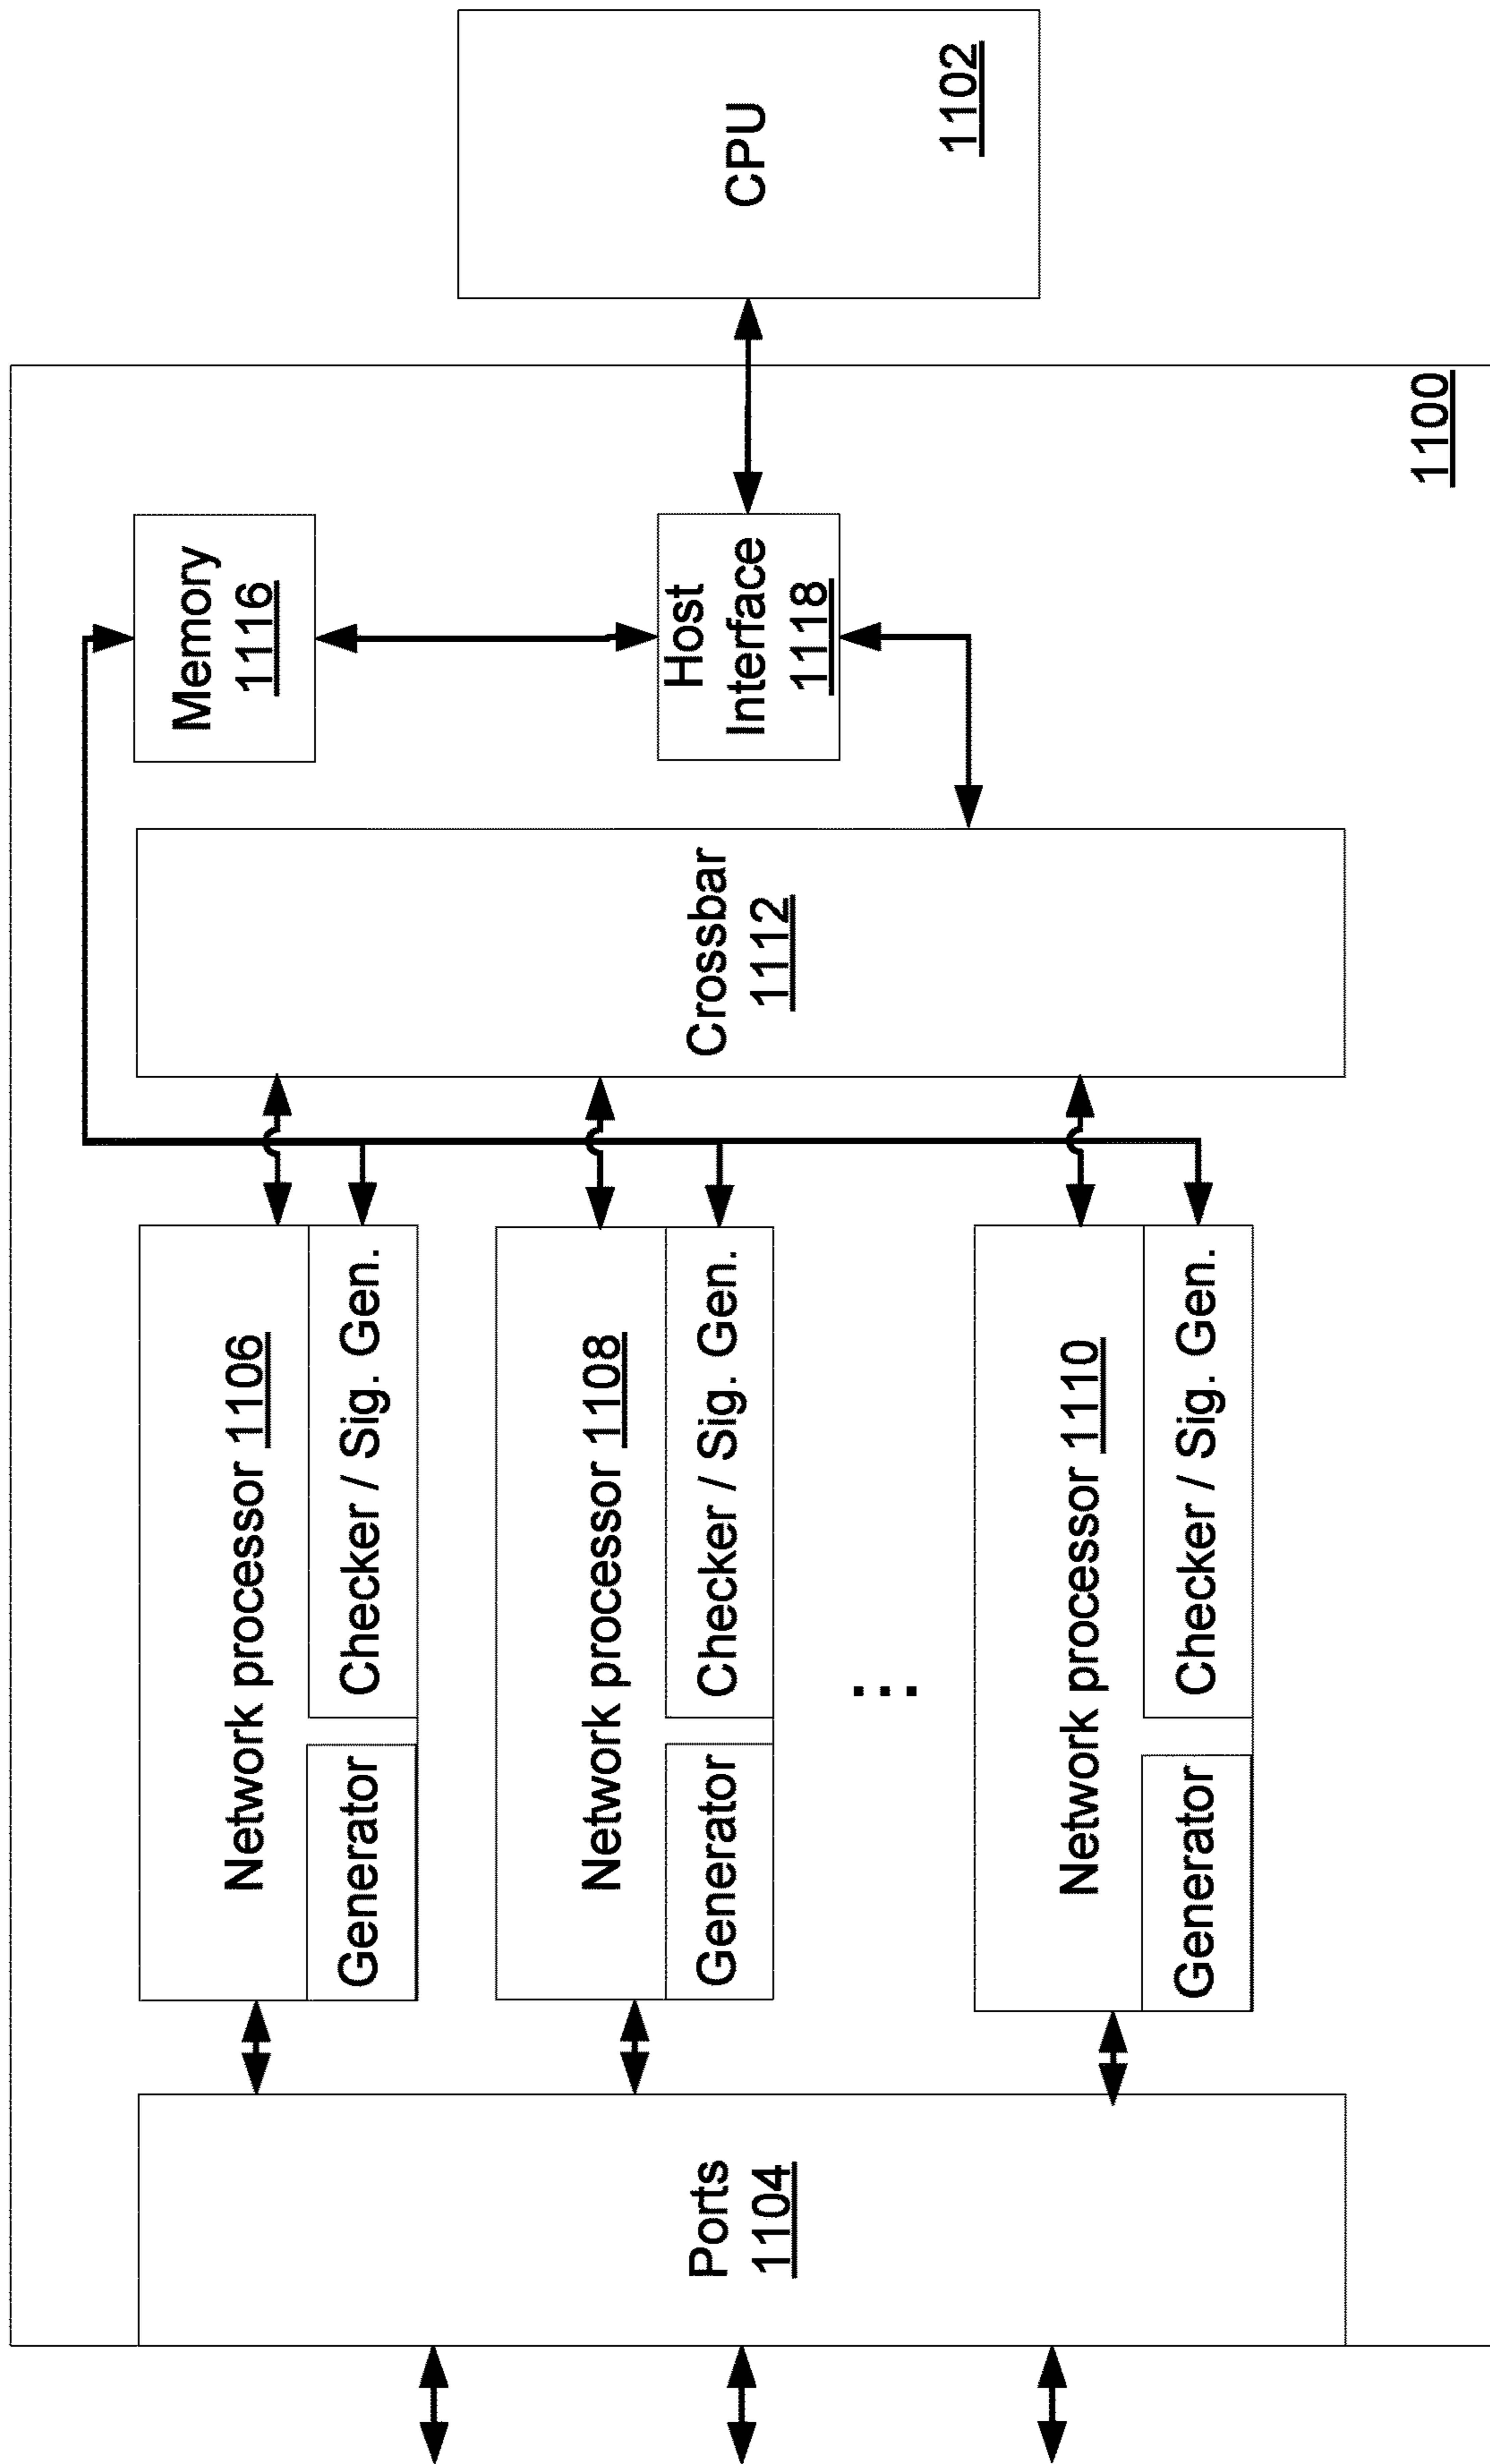 Ports
1104
Network processor 1106
Generator
Checker / Sig. Gen.
Network processor 1108
Generator
Checker / Sig. Gen.
...
Network processor 1110
Generator
Checker / Sig. Gen.
Crossbar
1112
Memory
1116
Host
Interface
1118
1100
CPU
1102